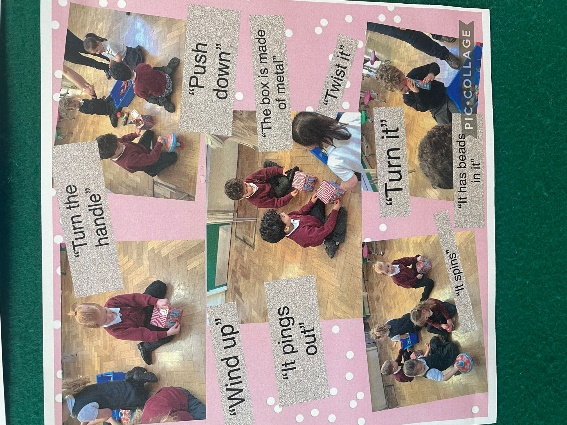 “Push
down”
“The box is made
of metal”
“Twist it”
PIC•COLLAGE
“Turn it”
“It has beads
in it”
“Turn the
handle”
“Wind up”
“It pings
out”
“It spins”